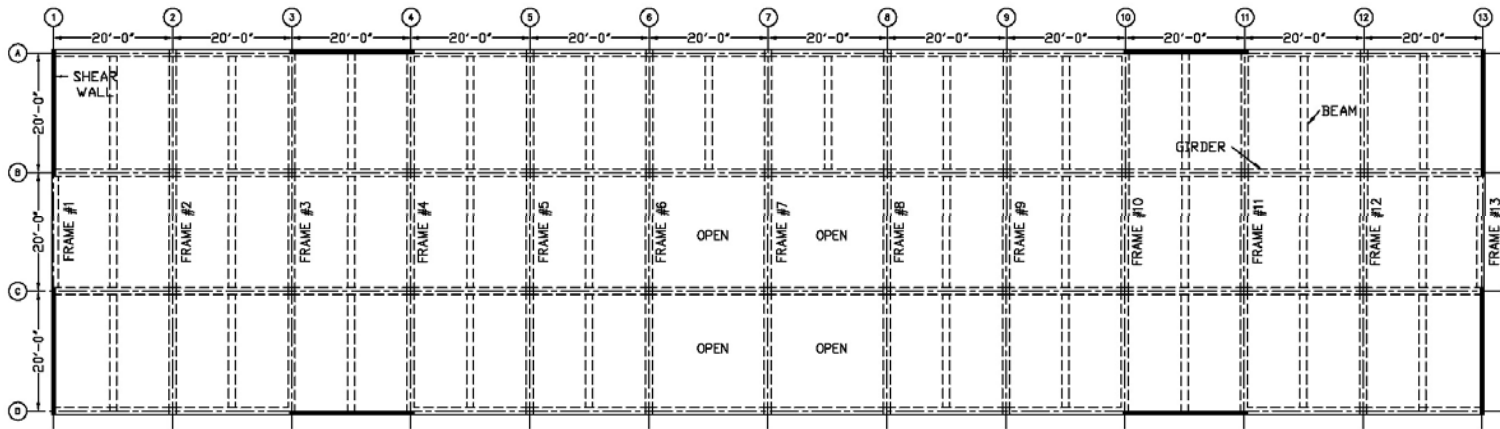 1 2 3 4 5 6 7 8 9 10 11 12 13
20'-0" 20'-0" 20'-0" 20'-0" 20'-0" 20'-0" 20'-0" 20'-0" 20'-0" 20'-0" 20'-0" 20'-0"
A
SHEAR
WALL
20'-0"
BEAM
GIRDER
B
20'-0"
FRAME #1 FRAME #2 FRAME #3 FRAME #4 FRAME #5 FRAME #6 FRAME #7 FRAME #8 FRAME #9 FRAME #10 FRAME #11 FRAME #12 FRAME #13
OPEN OPEN
C
20'-0"
OPEN OPEN
D